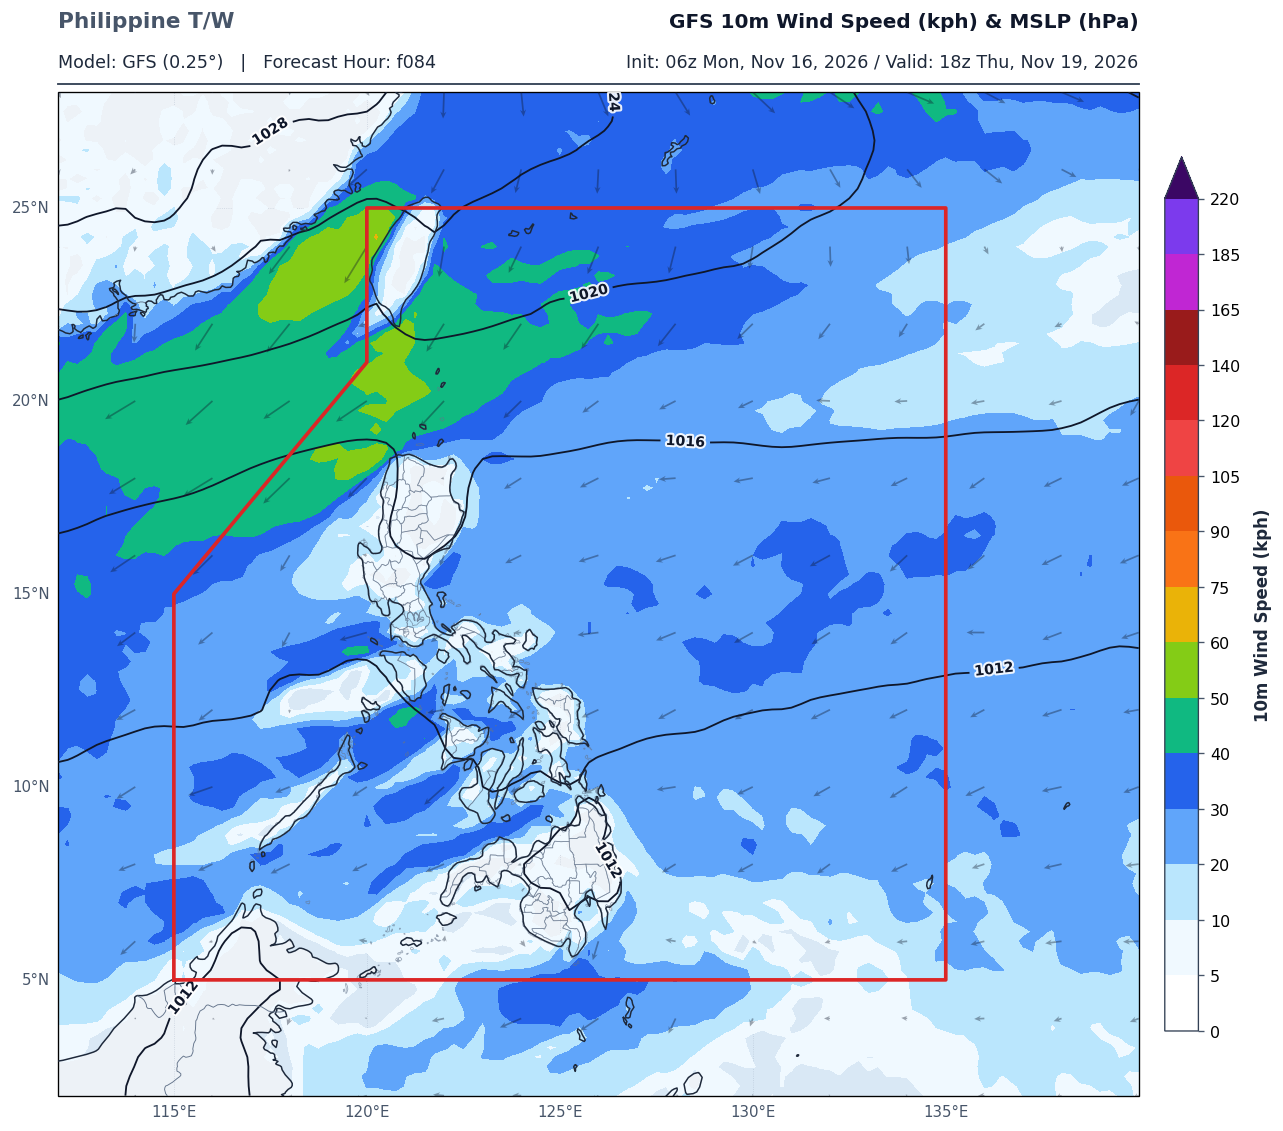 Philippine T/W
GFS 10m Wind Speed (kph) & MSLP (hPa)
Model: GFS (0.25°)   |   Forecast Hour: f084
Init: 06z Mon, Nov 16, 2026 / Valid: 18z Thu, Nov 19, 2026
24
1028
1020
1016
1012
1012
1012
25°N
20°N
15°N
10°N
5°N
115°E
120°E
125°E
130°E
135°E
220
185
165
140
120
105
90
75
60
50
40
30
20
10
5
0
10m Wind Speed (kph)